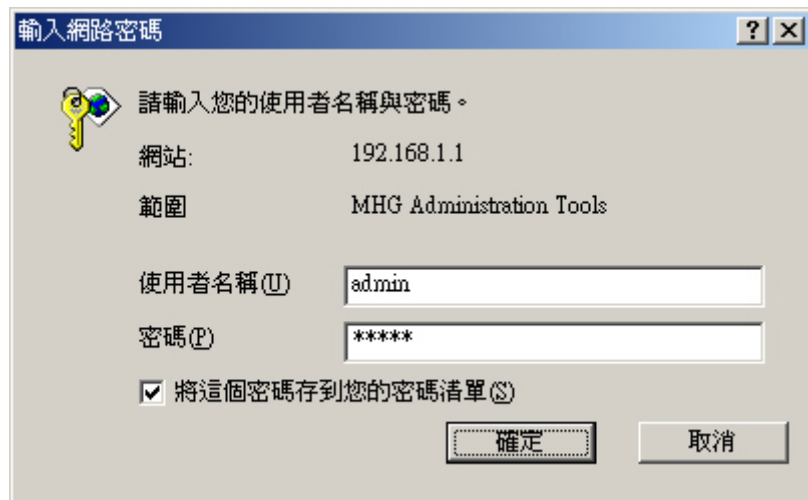 輸入網路密碼
請輸入您的使用者名稱與密碼。
網站: 192.168.1.1
範圍 MHG Administration Tools
使用者名稱(U) admin
密碼(P) *****
將這個密碼存到您的密碼清單(S)
確定 取消